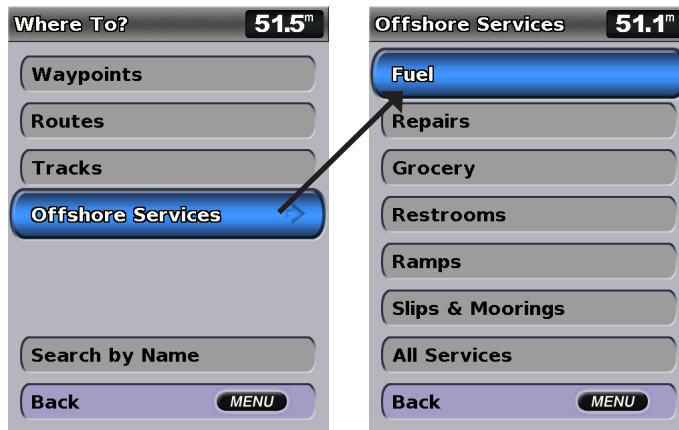 Where To?
51.5m
Waypoints
Routes
Tracks
Offshore Services
Search by Name
Back
MENU
Offshore Services
51.1m
Fuel
Repairs
Grocery
Restrooms
Ramps
Slips & Moorings
All Services
Back
MENU